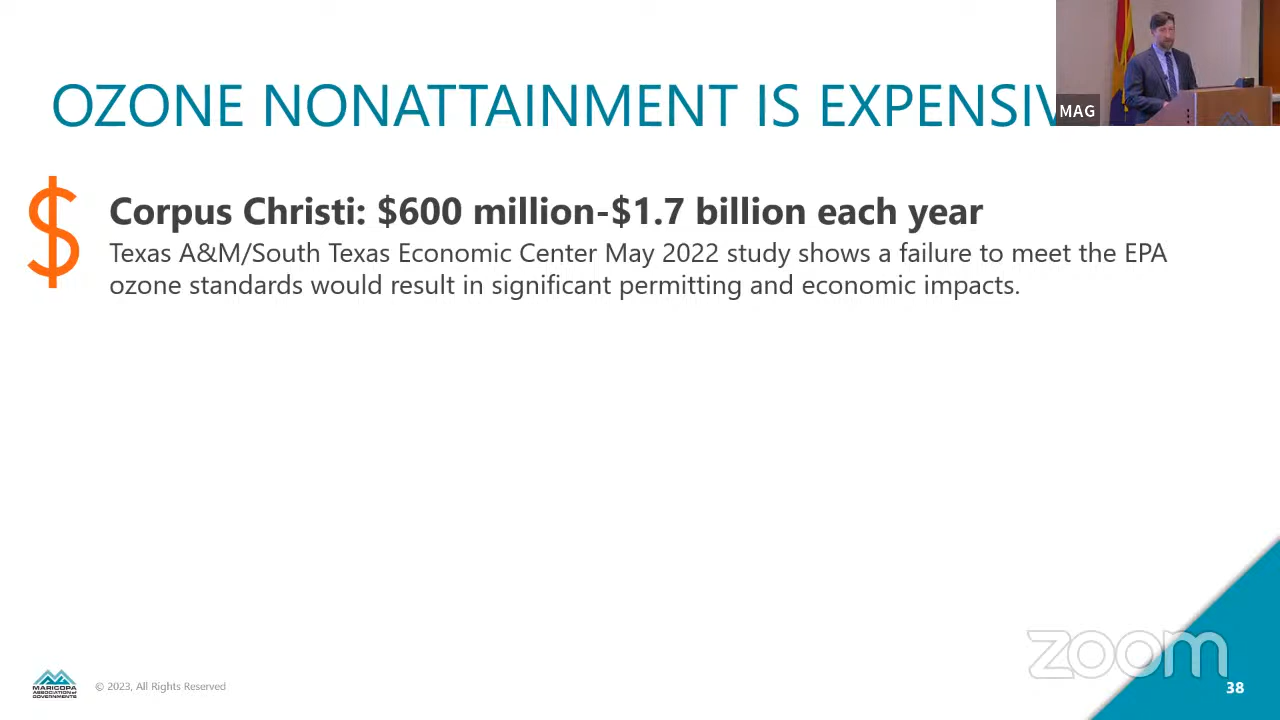 OZONE NONATTAINMENT IS EXPENSIV
MAG
$
Corpus Christi: $600 million-$1.7 billion each year
Texas A&M/South Texas Economic Center May 2022 study shows a failure to meet the EPA
ozone standards would result in significant permitting and economic impacts.
zoom
MARICOPA
ASSOCIATION of
GOVERNMENTS
© 2023, All Rights Reserved
38